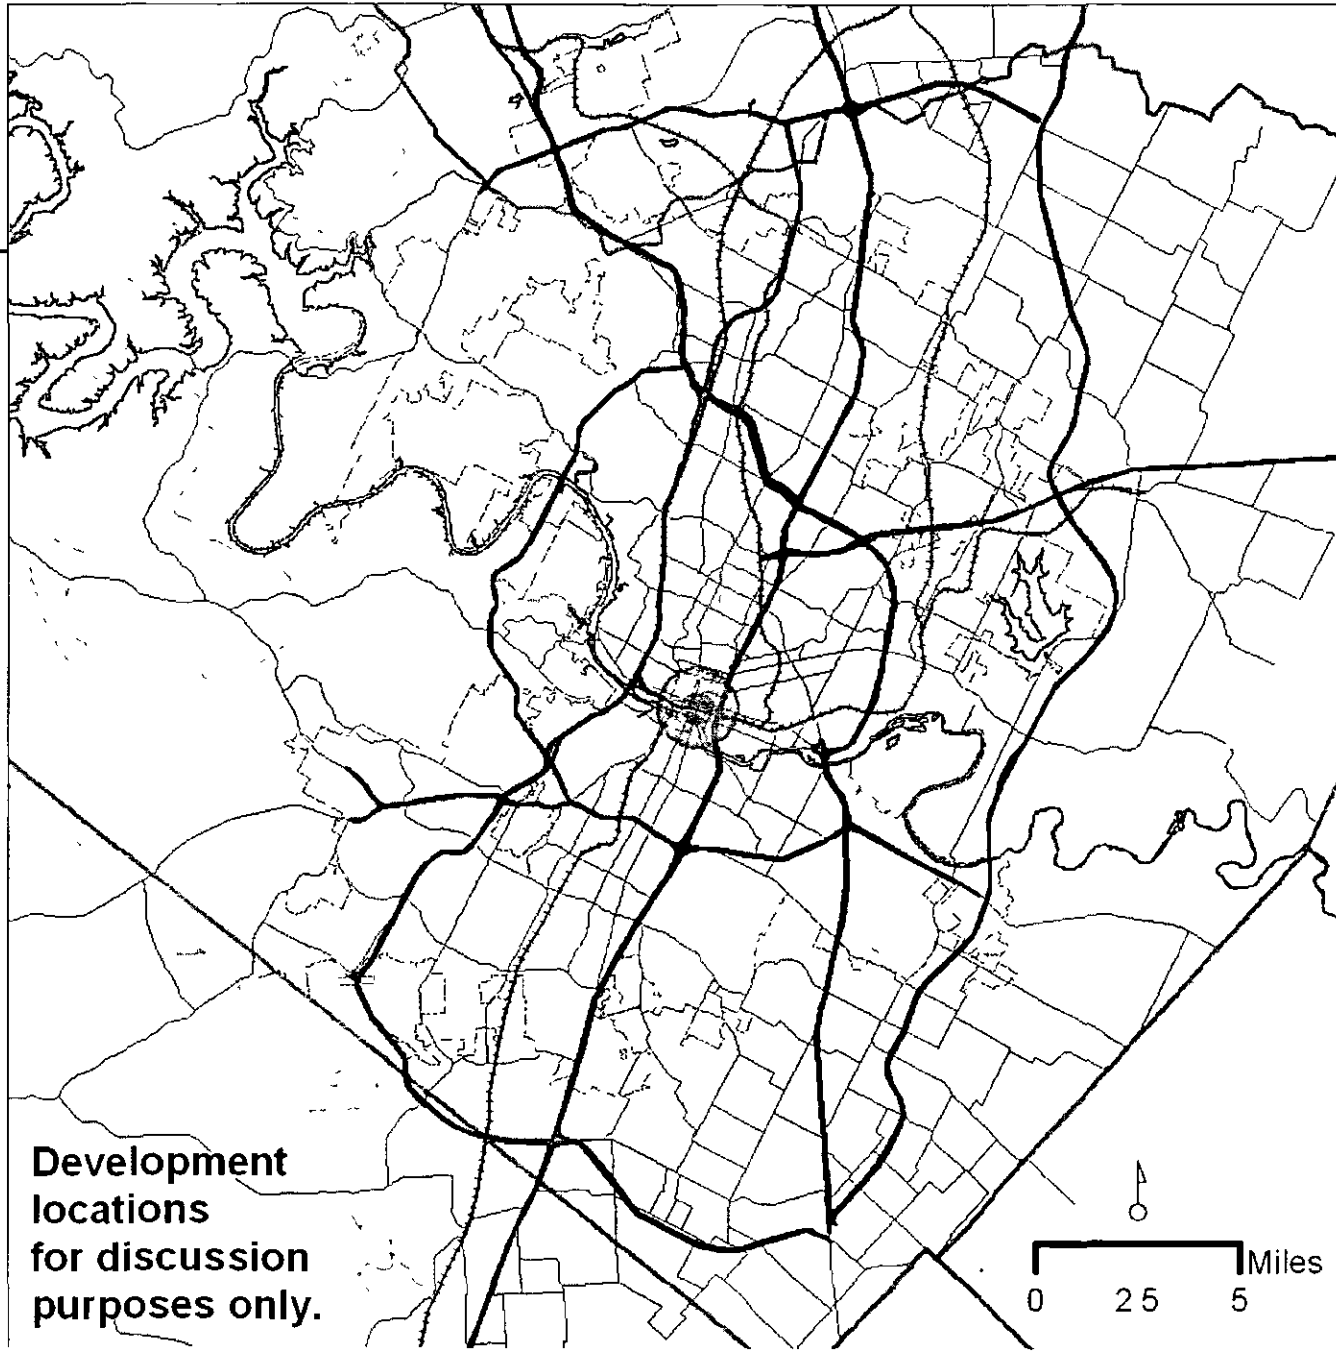 Development
locations
for discussion
purposes only.
Miles
0 2 5 5